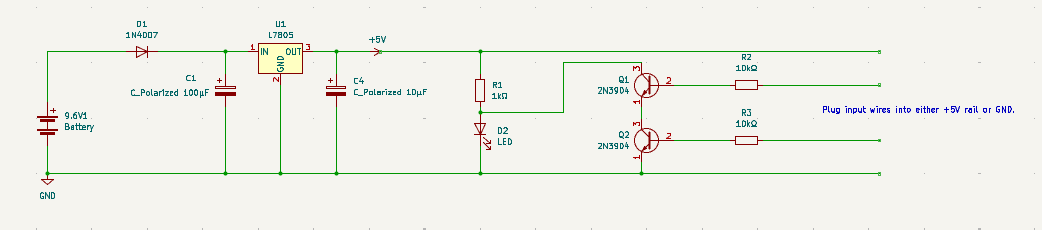 D1
1N4007
U1
L7805
1
IN
OUT
3
GND
2
+5V
+
C1
C_Polarized 100µF
+
C4
C_Polarized 10µF
+
9.6V1
Battery
GND
R1
1kΩ
D2
LED
3
Q1
2N3904
2
1
R2
10kΩ
3
Q2
2N3904
2
1
R3
10kΩ
Plug input wires into either +5V rail or GND.